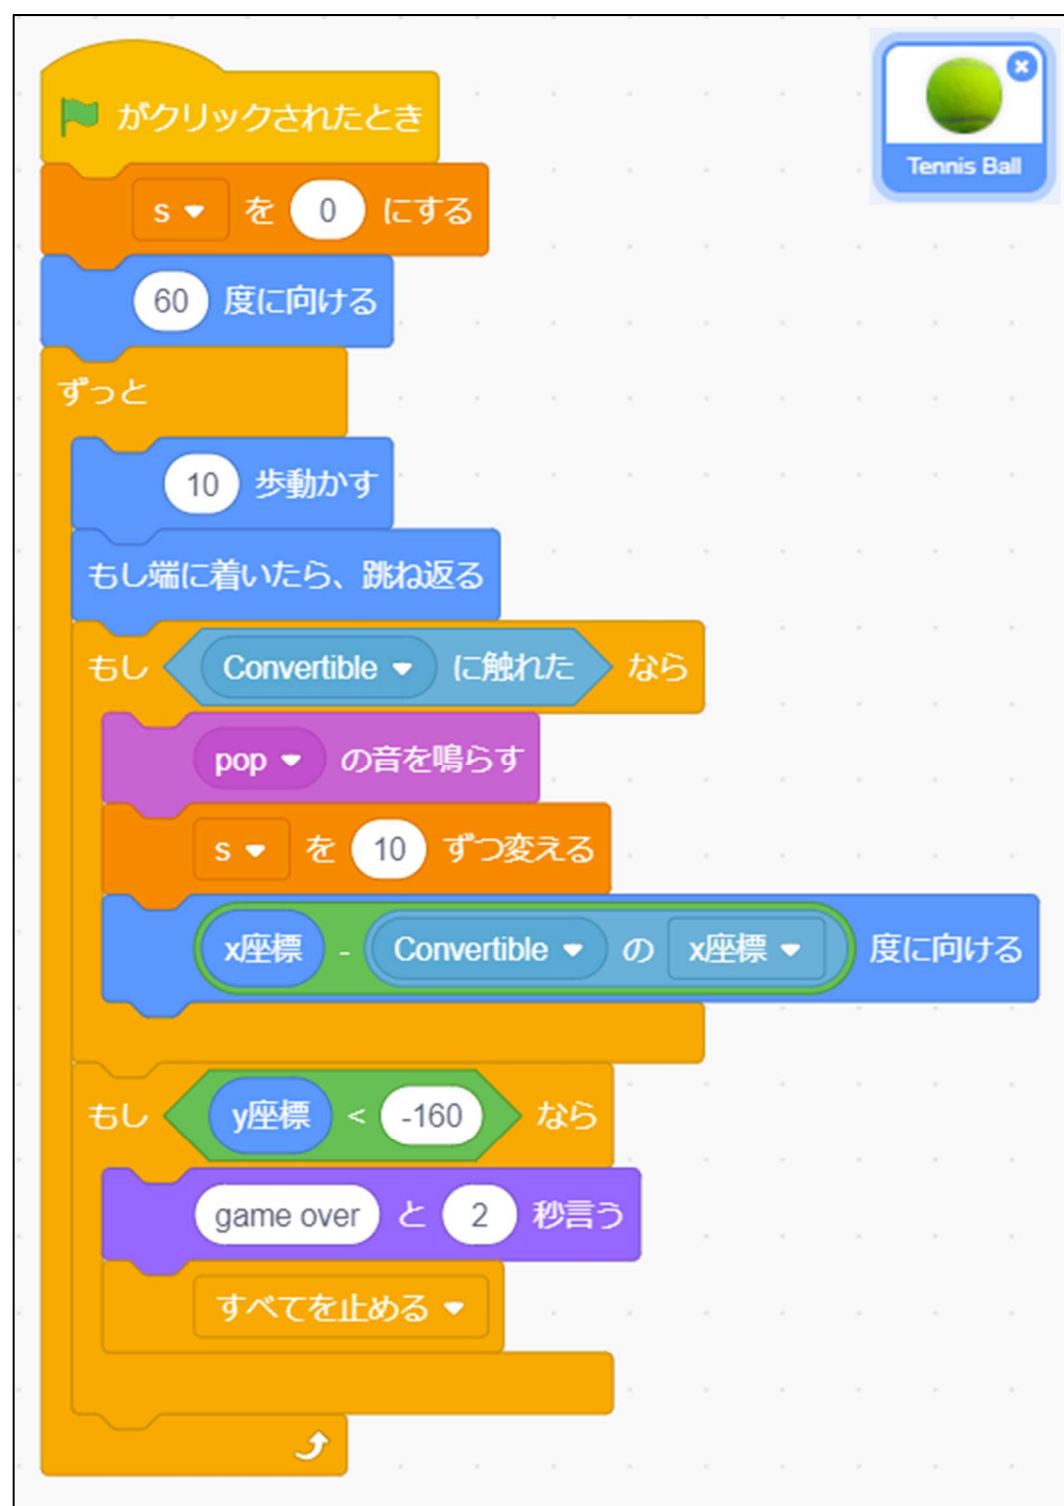 がクリックされたとき
Tennis Ball
s を 0 にする
60 度に向ける
ずっと
10 歩動かす
もし端に着いたら、跳ね返る
もし Convertible に触れた なら
pop の音を鳴らす
s を 10 ずつ変える
x座標 - Convertible の x座標 度に向ける
もし y座標 < -160 なら
game over と 2 秒言う
すべてを止める